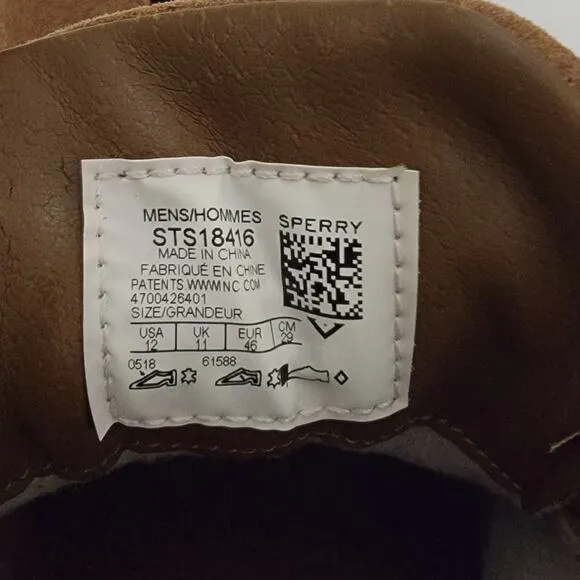 MENS/HOMMES
SPERRY
STS18416
MADE IN CHINA
FABRIQUÉ EN CHINE
PATENTS WWW.NC.COM
4700426401
SIZE/GRANDEUR
USA UK EUR CM
12 11 46 29
0518 61588